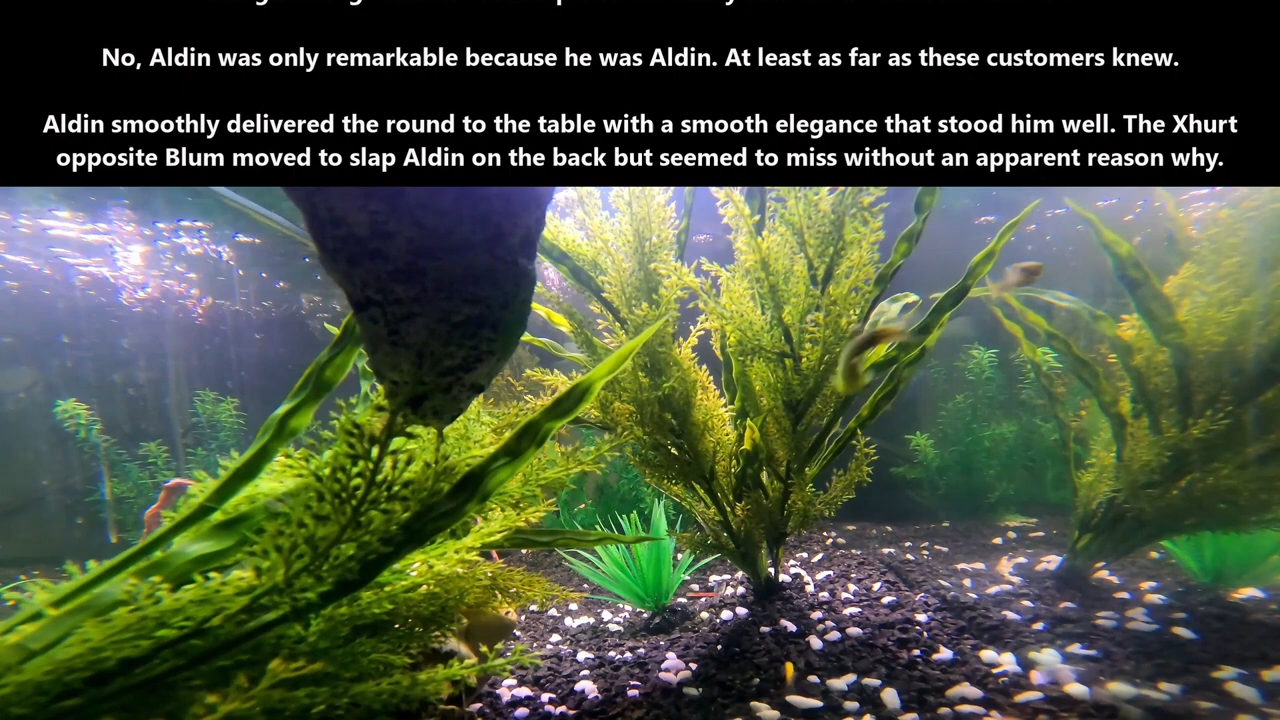 No, Aldin was only remarkable because he was Aldin. At least as far as these customers knew.
Aldin smoothly delivered the round to the table with a smooth elegance that stood him well. The Xhurt
opposite Blum moved to slap Aldin on the back but seemed to miss without an apparent reason why.